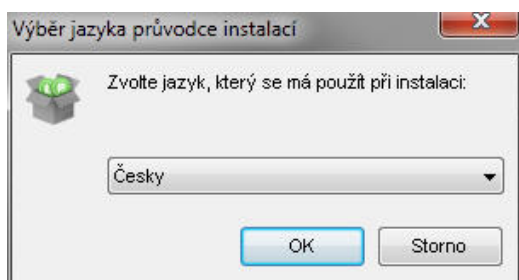 Výběr jazyka průvodce instalací
Zvolte jazyk, který se má použít při instalaci:
Česky
OK
Storno